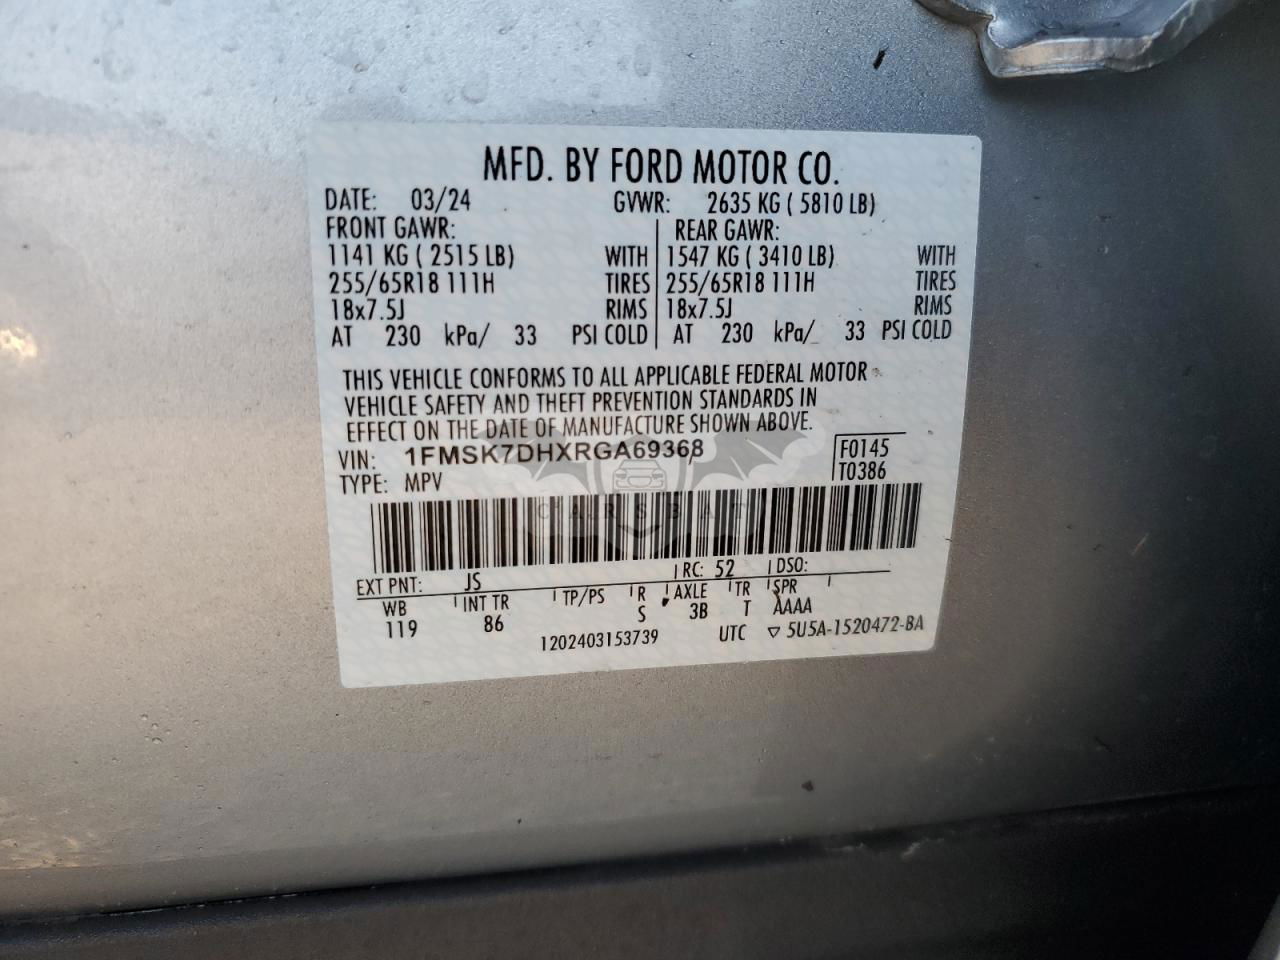 MFD. BY FORD MOTOR CO.
DATE: 03/24 GVWR: 2635 KG ( 5810 LB)
FRONT GAWR: REAR GAWR:
1141 KG ( 2515 LB) WITH 1547 KG ( 3410 LB) WITH
255/65R18 111H TIRES 255/65R18 111H TIRES
18x7.5J RIMS 18x7.5J RIMS
AT 230 kPa/ 33 PSI COLD AT 230 kPa/ 33 PSI COLD
THIS VEHICLE CONFORMS TO ALL APPLICABLE FEDERAL MOTOR
VEHICLE SAFETY AND THEFT PREVENTION STANDARDS IN
EFFECT ON THE DATE OF MANUFACTURE SHOWN ABOVE.
VIN: 1FMSK7DHXRGA69368 F0145
TYPE: MPV T0386
CARSBAT
EXT PNT: JS RC: 52 DSO:
WB INT TR TP/PS R AXLE TR SPR
119 86 S 3B T AAAA
1202403153739 UTC ▽ 5U5A-1520472-BA